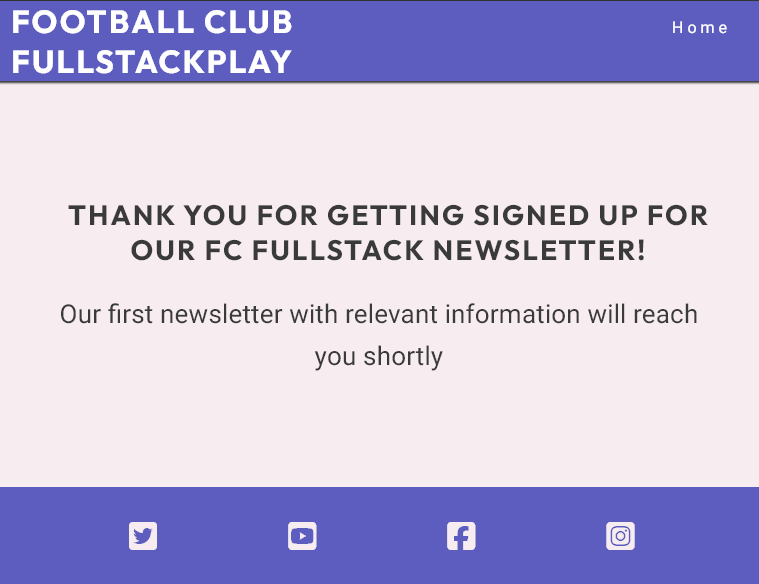 FOOTBALL CLUB
FULLSTACKPLAY
Home
THANK YOU FOR GETTING SIGNED UP FOR
OUR FC FULLSTACK NEWSLETTER!
Our first newsletter with relevant information will reach
you shortly